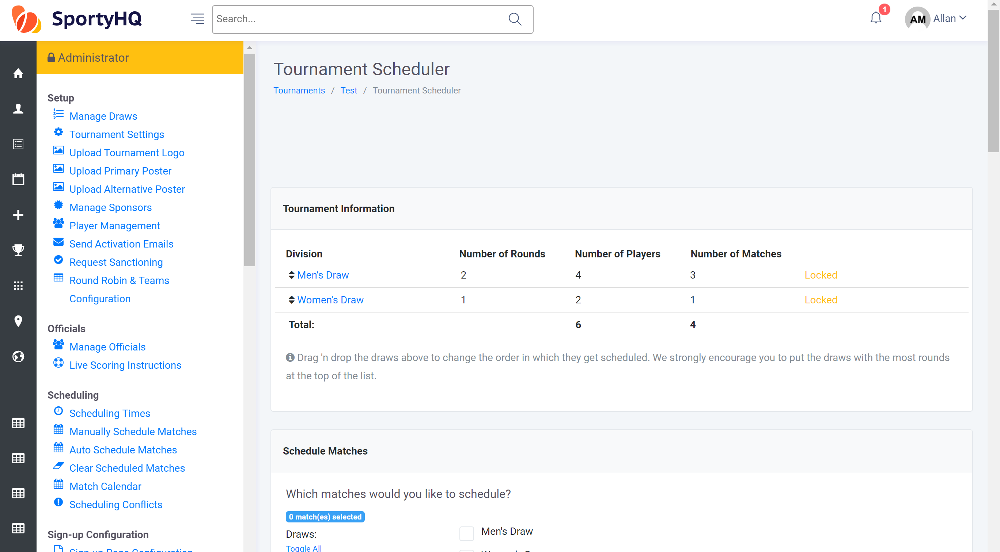 SportyHQ
Search...
1
AM Allan
Administrator
Setup
Manage Draws
Tournament Settings
Upload Tournament Logo
Upload Primary Poster
Upload Alternative Poster
Manage Sponsors
Player Management
Send Activation Emails
Request Sanctioning
Round Robin & Teams
Configuration
Officials
Manage Officials
Live Scoring Instructions
Scheduling
Scheduling Times
Manually Schedule Matches
Auto Schedule Matches
Clear Scheduled Matches
Match Calendar
Scheduling Conflicts
Sign-up Configuration
Sign-up Page Configuration
Tournament Scheduler
Tournaments / Test / Tournament Scheduler
Tournament Information
Division Number of Rounds Number of Players Number of Matches
Men's Draw 2 4 3 Locked
Women's Draw 1 2 1 Locked
Total: 6 4
Drag 'n drop the draws above to change the order in which they get scheduled. We strongly encourage you to put the draws with the most rounds
at the top of the list.
Schedule Matches
Which matches would you like to schedule?
0 match(es) selected
Draws:
Men's Draw
Toggle All